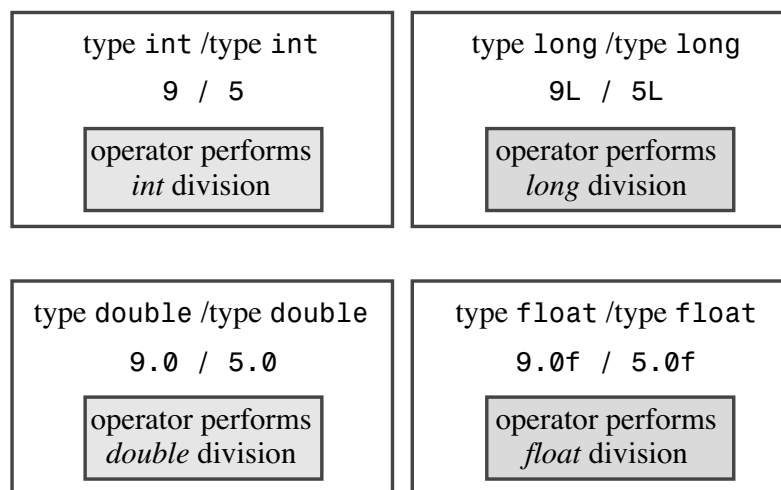 type int /type int
9 / 5
operator performs
int division
type long /type long
9L / 5L
operator performs
long division
type double /type double
9.0 / 5.0
operator performs
double division
type float /type float
9.0f / 5.0f
operator performs
float division